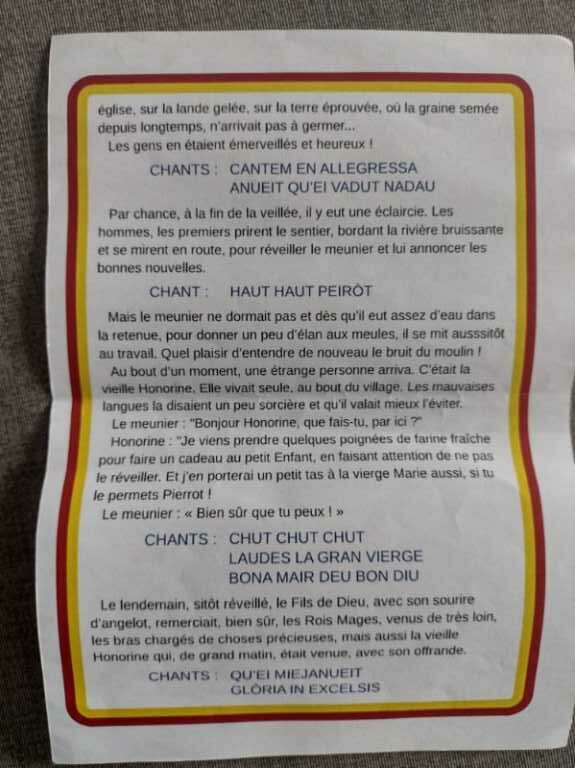 église, sur la lande gelée, sur la terre éprouvée, où la graine semée
depuis longtemps, n'arrivait pas à germer...
Les gens en étaient émerveillés et heureux !
CHANTS : CANTEM EN ALLEGRESSA
ANUEIT QU'EI VADUT NADAU
Par chance, à la fin de la veillée, il y eut une éclaircie. Les
hommes, les premiers prirent le sentier, bordant la rivière bruissante
et se mirent en route, pour réveiller le meunier et lui annoncer les
bonnes nouvelles.
CHANT : HAUT HAUT PEIRÒT
Mais le meunier ne dormait pas et dès qu'il eut assez d'eau dans
la retenue, pour donner un peu d'élan aux meules, il se mit ausssitôt
au travail. Quel plaisir d'entendre de nouveau le bruit du moulin !
Au bout d'un moment, une étrange personne arriva. C'était la
vieille Honorine. Elle vivait seule, au bout du village. Les mauvaises
langues la disaient un peu sorcière et qu'il valait mieux l'éviter.
Le meunier : "Bonjour Honorine, que fais-tu, par ici ?"
Honorine : "Je viens prendre quelques poignées de farine fraîche
pour faire un cadeau au petit Enfant, en faisant attention de ne pas
le réveiller. Et j'en porterai un petit tas à la vierge Marie aussi, si tu
le permets Pierrot !
Le meunier : « Bien sûr que tu peux ! »
CHANTS : CHUT CHUT CHUT
LAUDES LA GRAN VIERGE
BONA MAIR DEU BON DIU
Le lendemain, sitôt réveillé, le Fils de Dieu, avec son sourire
d'angelot, remerciait, bien sûr, les Rois Mages, venus de très loin,
les bras chargés de choses précieuses, mais aussi la vieille
Honorine qui, de grand matin, était venue, avec son offrande.
CHANTS : QU'EI MIEJANUEIT
GLÒRIA IN EXCELSIS